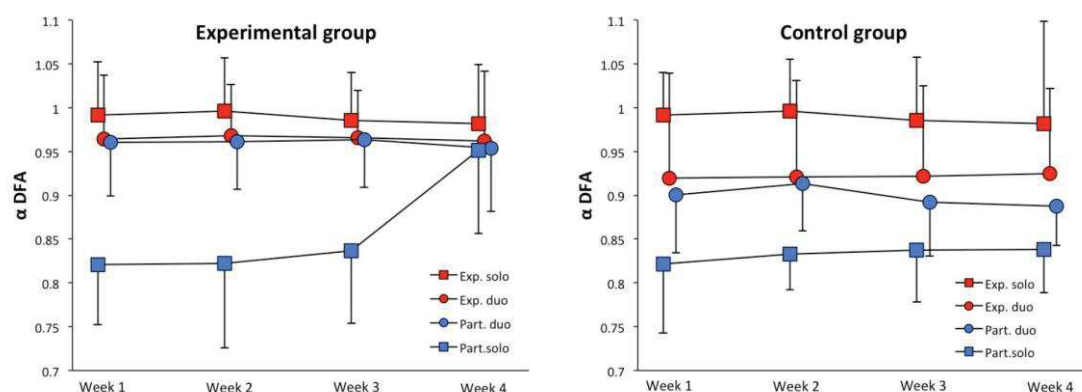 Experimental group
α DFA
1.1
1.05
1
0.95
0.9
0.85
0.8
0.75
0.7
Exp. solo
Exp. duo
Part. duo
Part.solo
Week 1 Week 2 Week 3 Week 4
Control group
α DFA
1.1
1.05
1
0.95
0.9
0.85
0.8
0.75
0.7
Exp. solo
Exp. duo
Part. duo
Part.solo
Week 1 Week 2 Week 3 Week 4